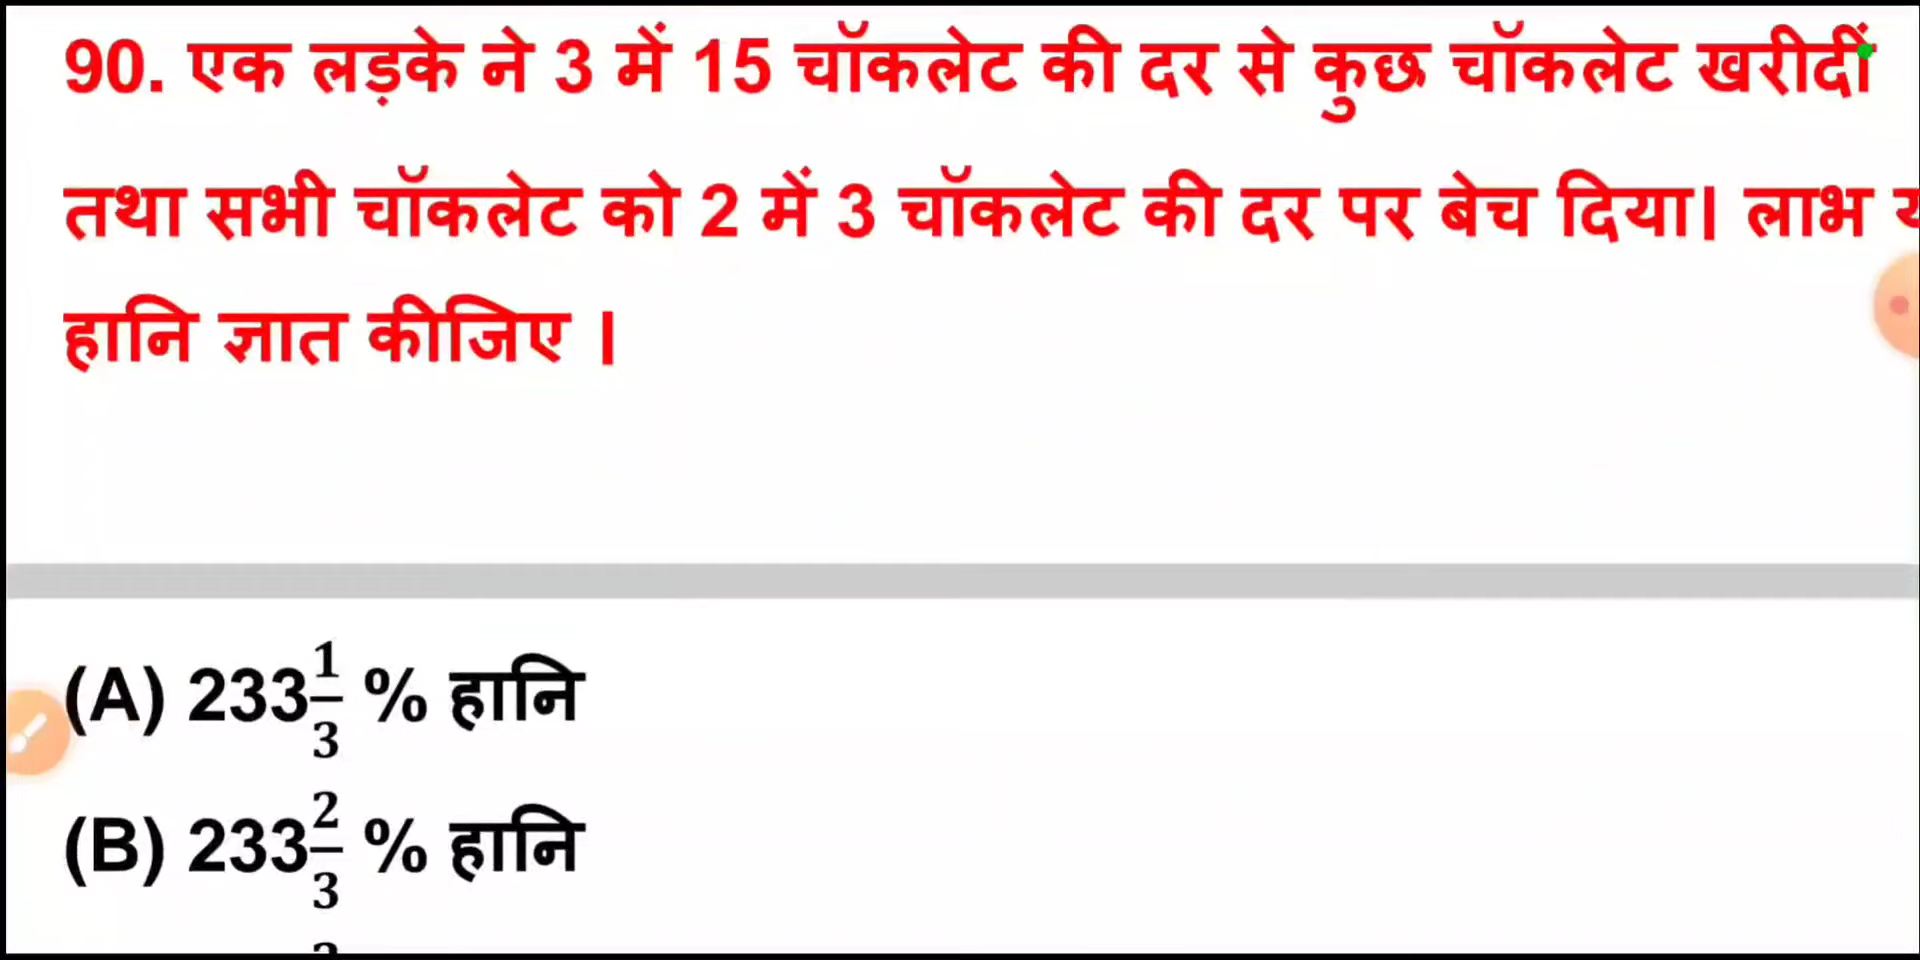 90. एक लड़के ने 3 में 15 चॉकलेट की दर से कुछ चॉकलेट खरीदीं
तथा सभी चॉकलेट को 2 में 3 चॉकलेट की दर पर बेच दिया। लाभ
हानि ज्ञात कीजिए ।
(A) 233 1/3 % हानि
(B) 233 2/3 % हानि